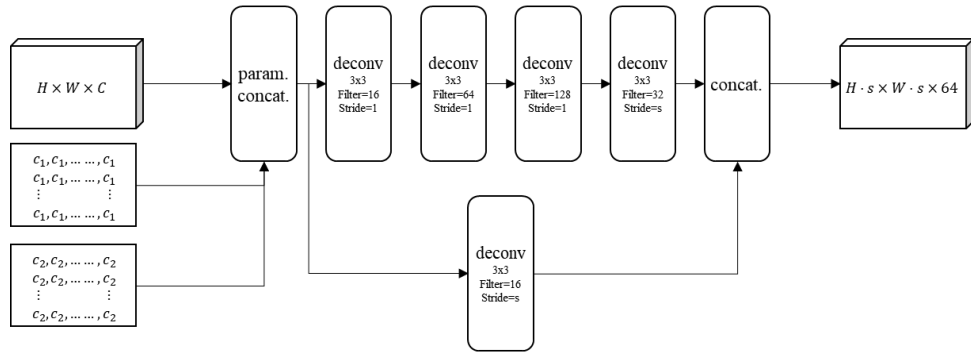 H × W × C
c₁, c₁, … … , c₁
c₁, c₁, … … , c₁
⋮ ⋮
c₁, c₁, … … , c₁
c₂, c₂, … … , c₂
c₂, c₂, … … , c₂
⋮ ⋮
c₂, c₂, … … , c₂
param.
concat.
deconv
3x3
Filter=16
Stride=1
deconv
3x3
Filter=64
Stride=1
deconv
3x3
Filter=128
Stride=1
deconv
3x3
Filter=32
Stride=s
concat.
H · s × W · s × 64
deconv
3x3
Filter=16
Stride=s